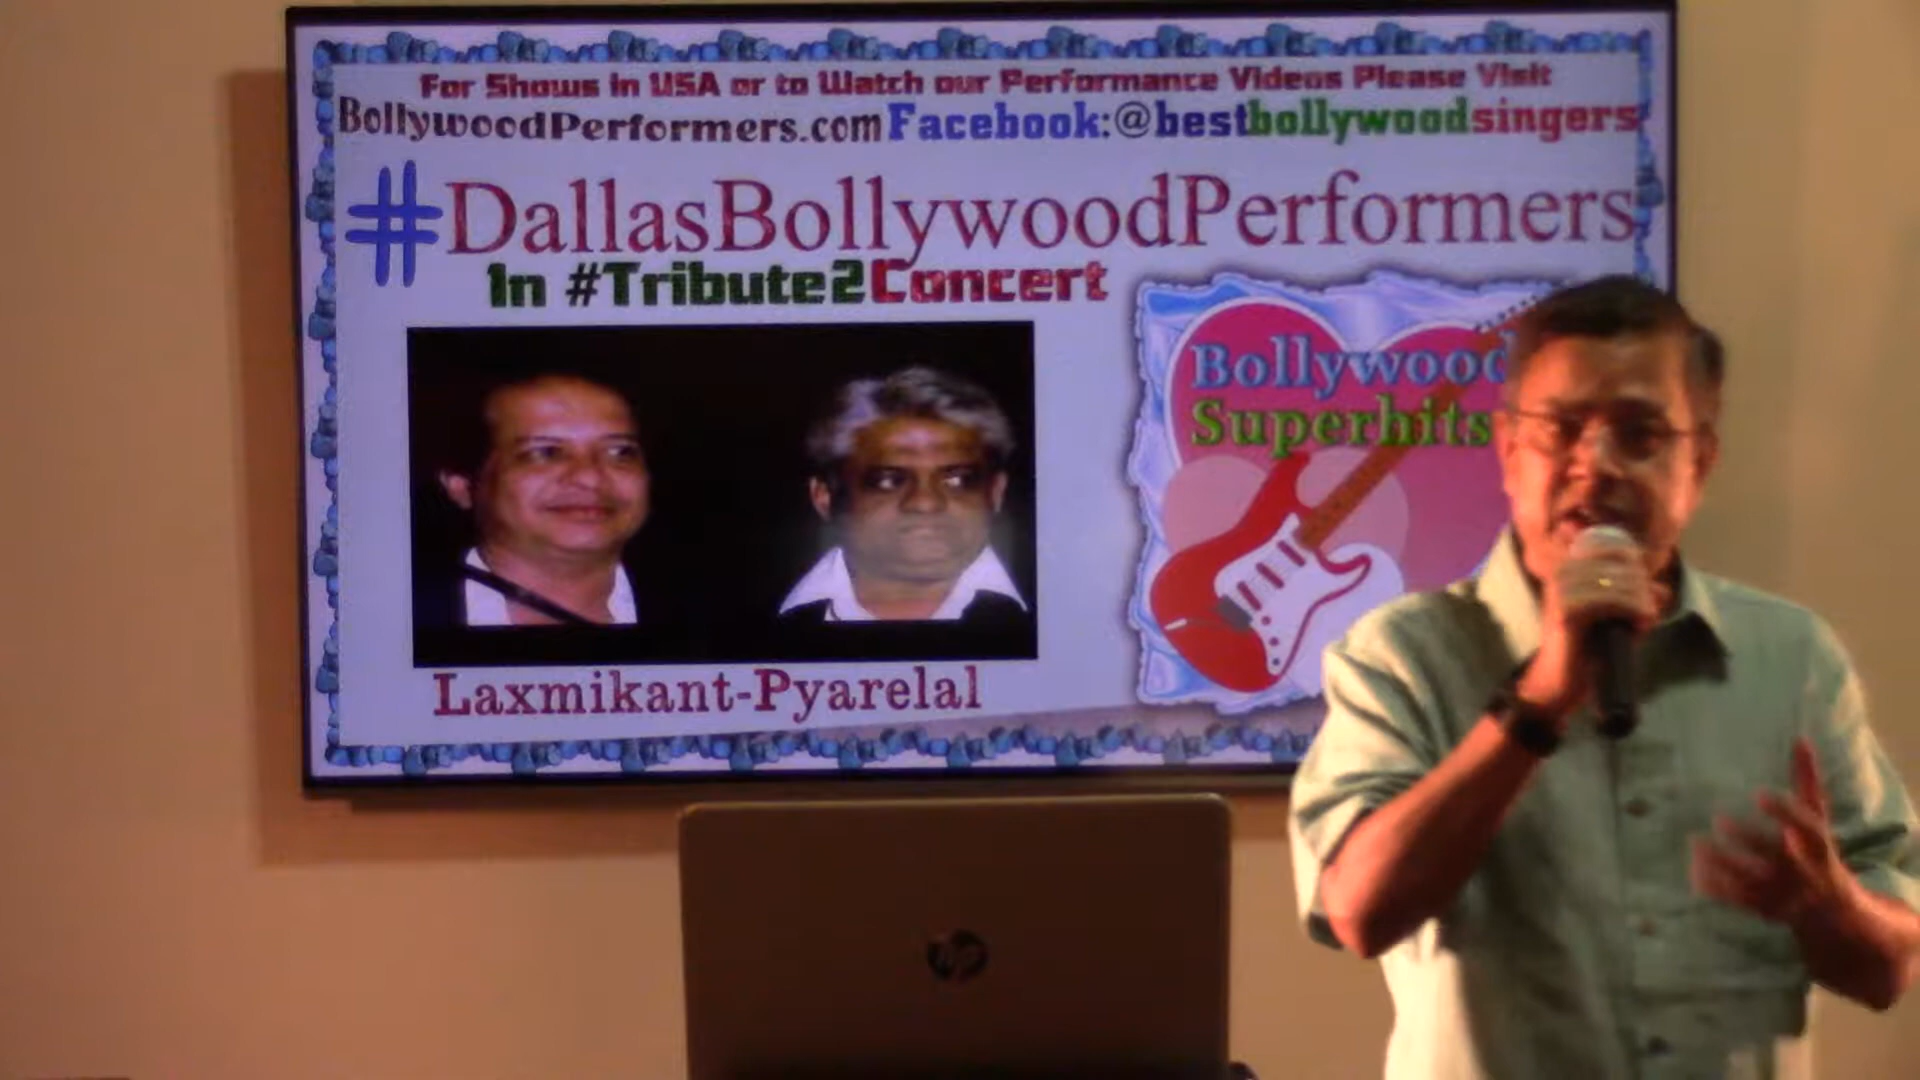 For Shows in USA or to Watch our Performance Videos Please Visit
BollywoodPerformers.com Facebook:@bestbollywoodsingers
#DallasBollywoodPerformers
In #Tribute2Concert
Bollywood
Superhits
Laxmikant-Pyarelal
hp